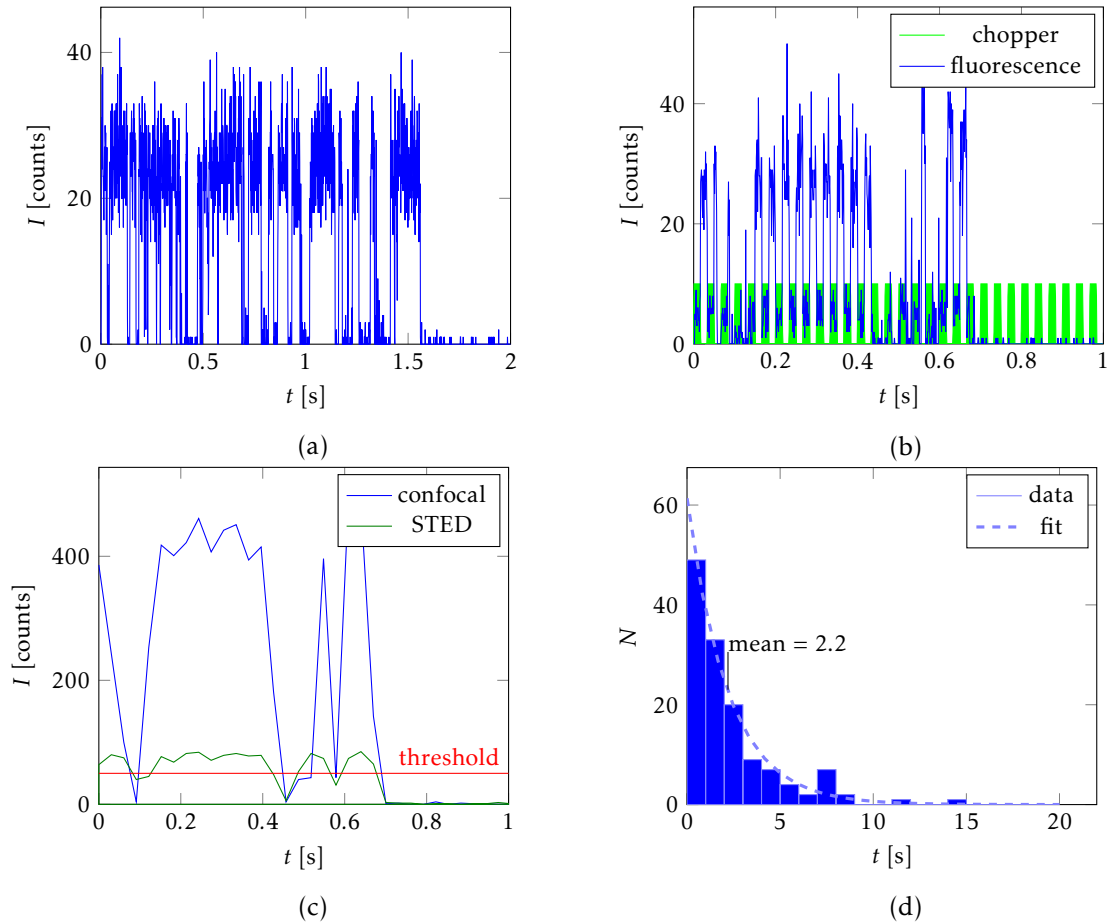 40
20
0
0
0.5
1
1.5
2
I [counts]
t [s]
(a)
chopper
fluorescence
40
20
0
0
0.2
0.4
0.6
0.8
1
I [counts]
t [s]
(b)
confocal
STED
threshold
400
200
0
0
0.2
0.4
0.6
0.8
1
I [counts]
t [s]
(c)
data
fit
mean = 2.2
60
40
20
0
0
5
10
15
20
N
t [s]
(d)